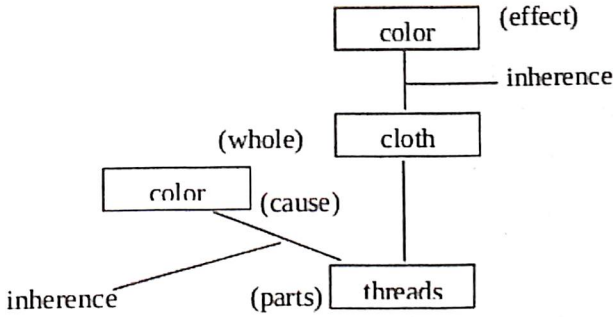 color (effect)
inherence
(whole) cloth
color (cause)
inherence (parts) threads